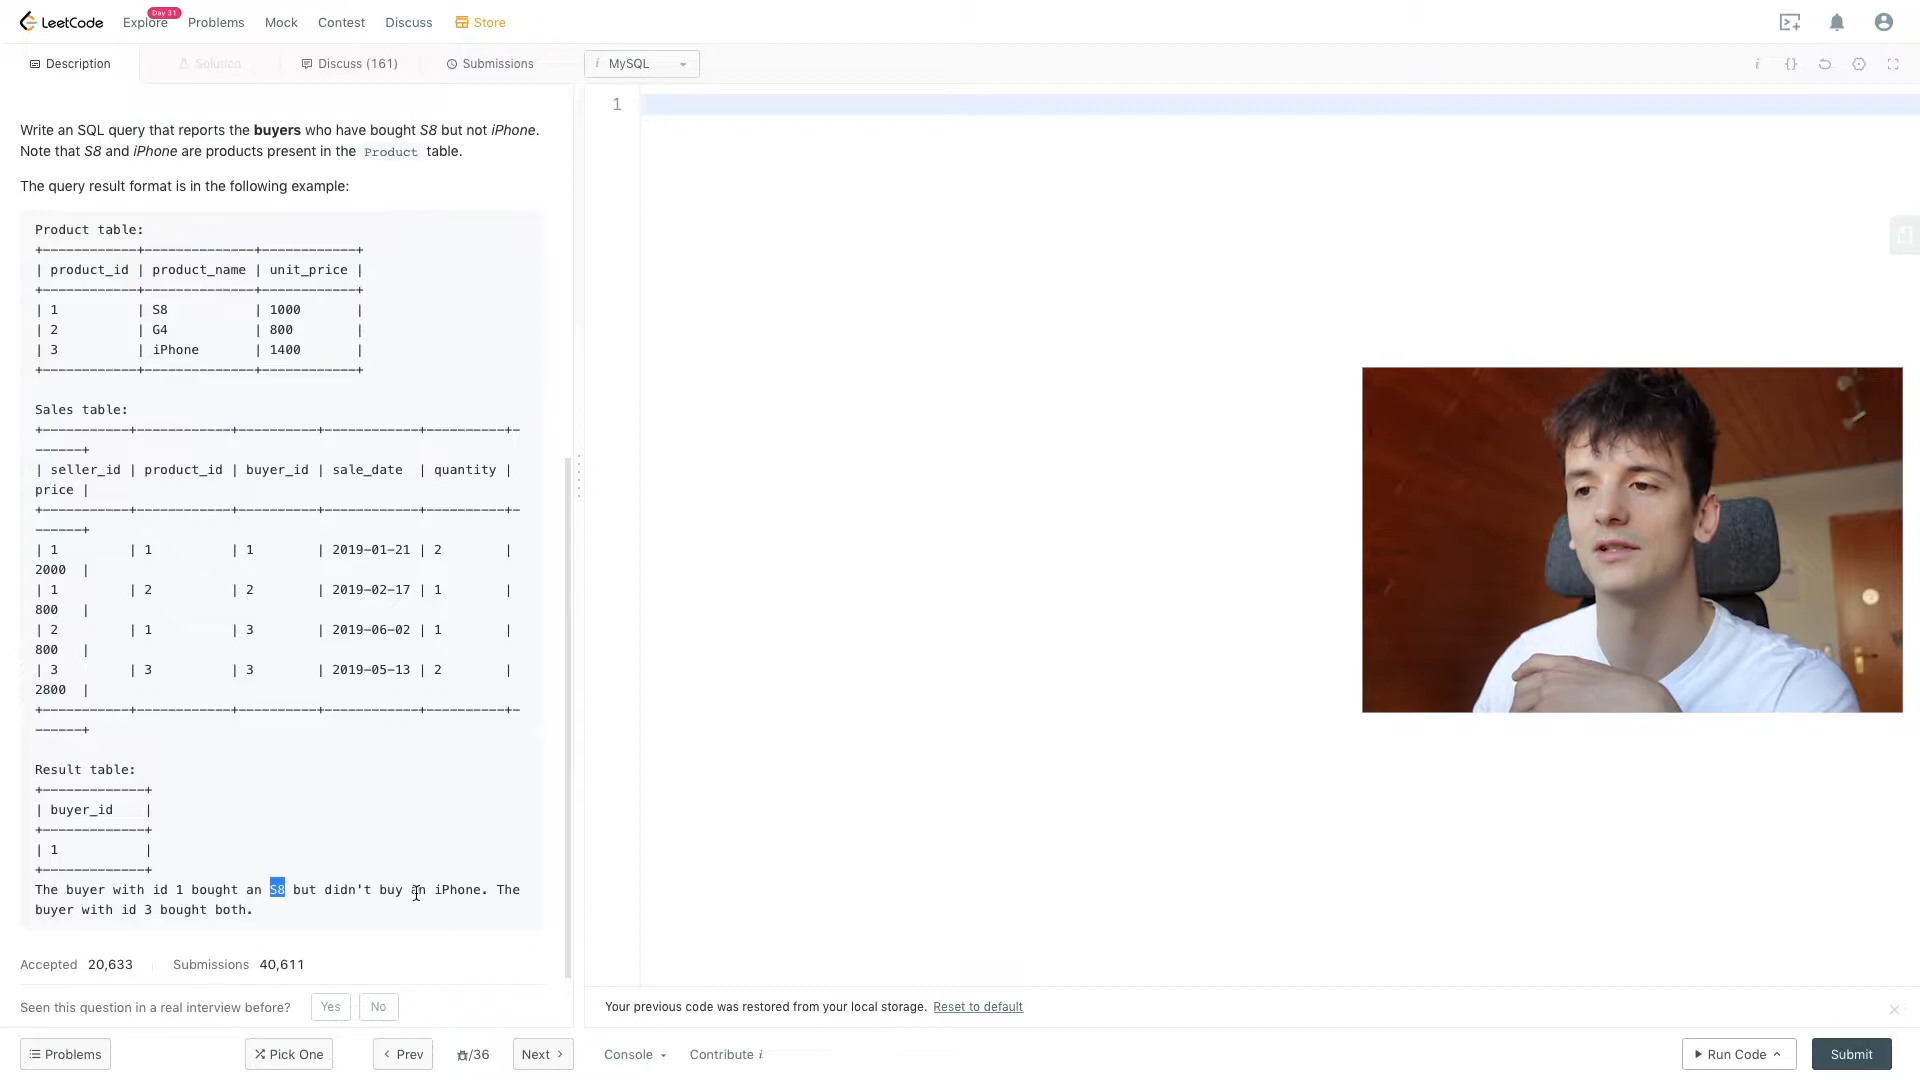 LeetCode
Explore
Day 31
Problems
Mock
Contest
Discuss
Store
Description
Solution
Discuss (161)
Submissions
i MySQL
i {}
1
Write an SQL query that reports the buyers who have bought S8 but not iPhone.
Note that S8 and iPhone are products present in the Product table.
The query result format is in the following example:
Product table:
+------------+--------------+------------+
| product_id | product_name | unit_price |
+------------+--------------+------------+
| 1          | S8           | 1000       |
| 2          | G4           | 800        |
| 3          | iPhone       | 1400       |
+------------+--------------+------------+
Sales table:
+-----------+------------+----------+------------+----------+-
------+
| seller_id | product_id | buyer_id | sale_date  | quantity |
price |
+-----------+------------+----------+------------+----------+-
------+
| 1         | 1          | 1        | 2019-01-21 | 2        |
2000  |
| 1         | 2          | 2        | 2019-02-17 | 1        |
800   |
| 2         | 1          | 3        | 2019-06-02 | 1        |
800   |
| 3         | 3          | 3        | 2019-05-13 | 2        |
2800  |
+-----------+------------+----------+------------+----------+-
------+
Result table:
+-------------+
| buyer_id    |
+-------------+
| 1           |
+-------------+
The buyer with id 1 bought an S8 but didn't buy an iPhone. The
buyer with id 3 bought both.
Accepted 20,633
Submissions 40,611
Seen this question in a real interview before? Yes No
Your previous code was restored from your local storage. Reset to default
Problems
Pick One
Prev
/36
Next
Console
Contribute i
Run Code
Submit